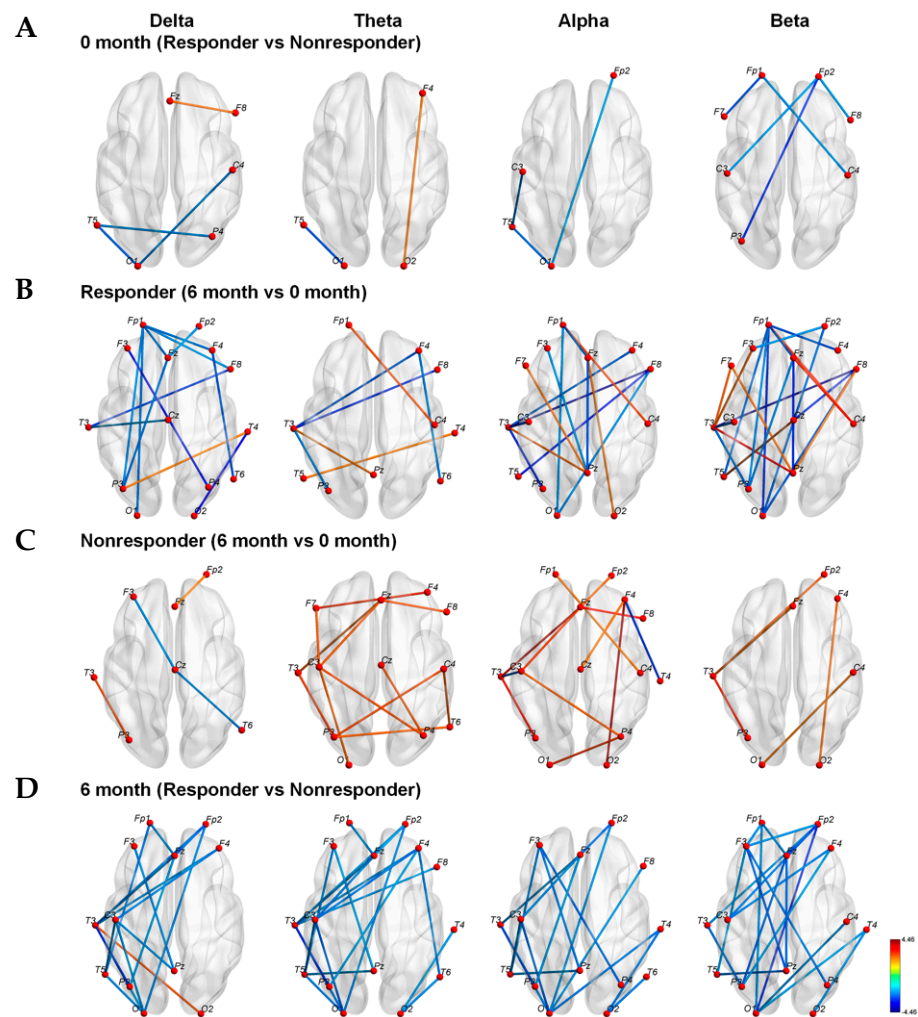 Delta Theta Alpha Beta
A
0 month (Responder vs Nonresponder)
Fz F8 C4 T5 P4 O1
F4 T5 O2
Fp2 C3 T5 O1
Fp1 Fp2 F7 F8 C3 C4 P3
B Responder (6 month vs 0 month)
Fp1 Fp2 F3 F4 Fz F8 Cz T3 T4 P3 P4 T6 O1 O2
Fp1 F4 F8 C4 T3 T4 Pz T5 P3 T6
Fp1 F3 F4 Fz F7 F8 C3 C4 T3 Pz T5 P3 O1 O2
Fp1 Fp2 F3 F4 Fz F7 F8 Cz C3 C4 T3 Pz T5 P3 O1
C Nonresponder (6 month vs 0 month)
Fp2 F3 Fz Cz T3 T6 P3
Fz F4 F7 F8 C3 Cz C4 T3 T6 P3 P4 O1
Fp1 Fp2 Fz F4 F8 T3 C3 Cz C4 T4 P3 P4 O1 O2
Fp2 Fz F4 T3 C4 P3 O1 O2
D 6 month (Responder vs Nonresponder)
Fp1 Fp2 F3 F4 Fz T3 C3 T5 Pz P3 O2
Fp1 Fp2 F3 F4 Fz F8 T3 C3 T4 T5 Pz P3 T6 O2
F3 Fp2 Fz F8 T3 C3 T4 T5 Pz P4 T6 O2
Fp1 Fp2 F3 F4 Fz T3 C3 C4 T4 T5 Pz P3 P4 O1
4.46
-4.46